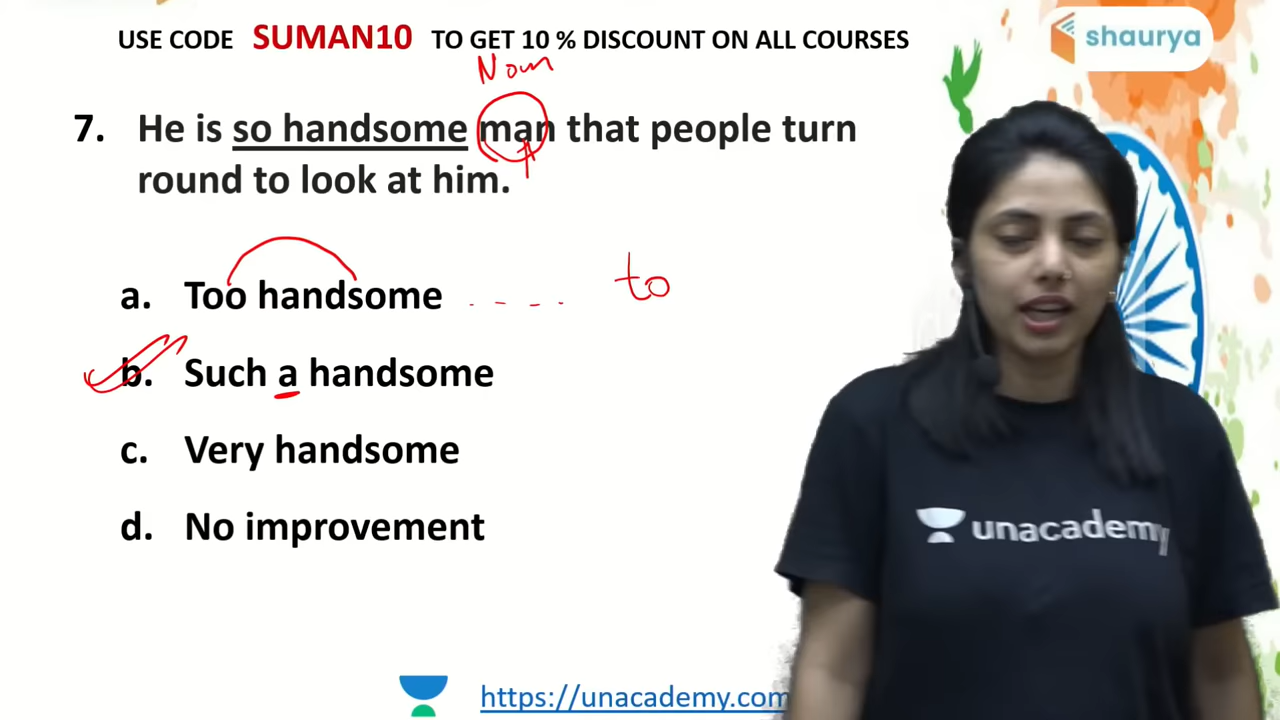 USE CODE SUMAN10 TO GET 10 % DISCOUNT ON ALL COURSES
shaurya
Noun
7. He is so handsome man that people turn
round to look at him.
a. Too handsome ---- to
b. Such a handsome
c. Very handsome
d. No improvement
unacademy
https://unacademy.com